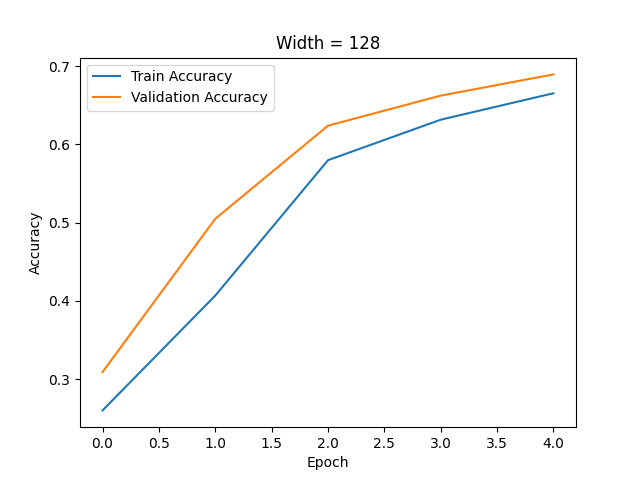 Width = 128
Train Accuracy
Validation Accuracy
Accuracy
0.7
0.6
0.5
0.4
0.3
0.0 0.5 1.0 1.5 2.0 2.5 3.0 3.5 4.0
Epoch